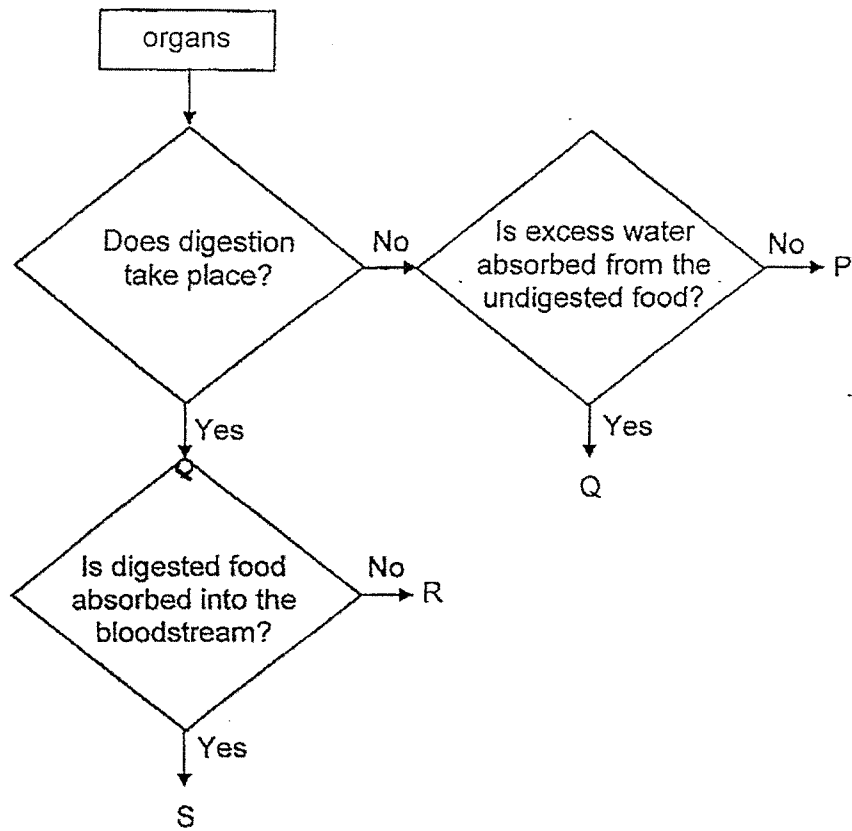 organs
Does digestion
take place?
No
Is excess water
absorbed from the
undigested food?
No
P
Yes
Q
Yes
Q
Is digested food
absorbed into the
bloodstream?
No
R
Yes
S